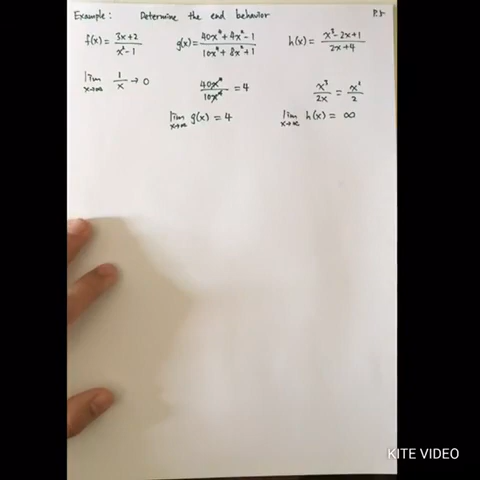 Example: Determine the end behavior P.5
f(x) = (3x+2)/(x²-1) g(x) = (40x⁴+4x²-1)/(10x⁴+8x²+1) h(x) = (x³-2x+1)/(2x+4)
lim x→∞ 1/x → 0 40x⁴/10x⁴ = 4 x³/2x = x²/2
lim x→∞ g(x) = 4 lim x→∞ h(x) = ∞
KITE VIDEO